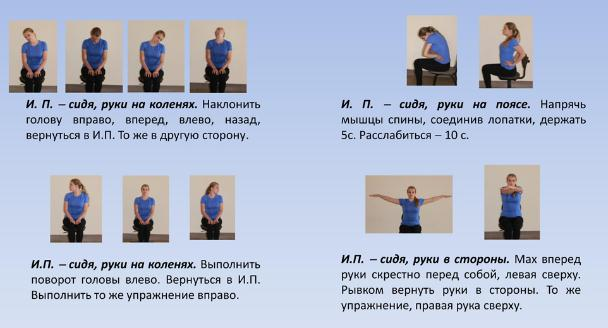 И. П. – сидя, руки на коленях. Наклонить
голову вправо, вперед, влево, назад,
вернуться в И.П. То же в другую сторону.
И. П. – сидя, руки на поясе. Напрячь
мышцы спины, соединив лопатки, держать
5с. Расслабиться – 10 с.
И.П. – сидя, руки на коленях. Выполнить
поворот головы влево. Вернуться в И.П.
Выполнить то же упражнение вправо.
И.П. – сидя, руки в стороны. Мах вперед
руки скрестно перед собой, левая сверху.
Рывком вернуть руки в стороны. То же
упражнение, правая рука сверху.